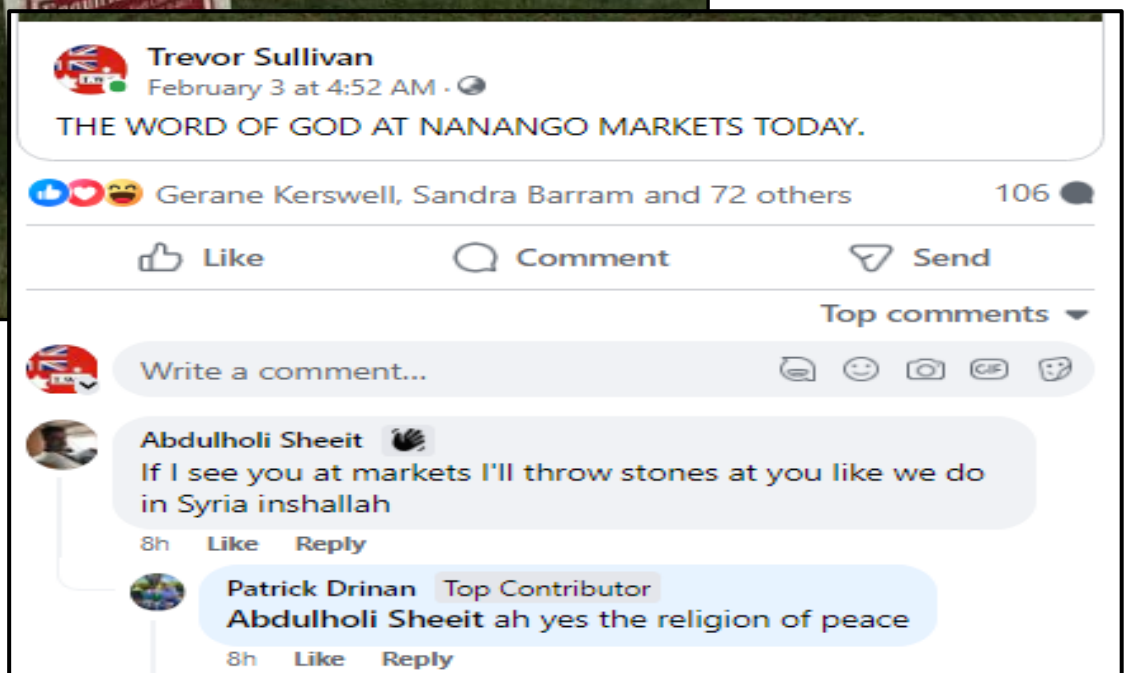 Trevor Sullivan
February 3 at 4:52 AM ·
THE WORD OF GOD AT NANANGO MARKETS TODAY.
Gerane Kerswell, Sandra Barram and 72 others 106
Like Comment Send
Top comments
Write a comment... GIF
Abdulholi Sheeit
If I see you at markets I'll throw stones at you like we do
in Syria inshallah
8h Like Reply
Patrick Drinan Top Contributor
Abdulholi Sheeit ah yes the religion of peace
8h Like Reply